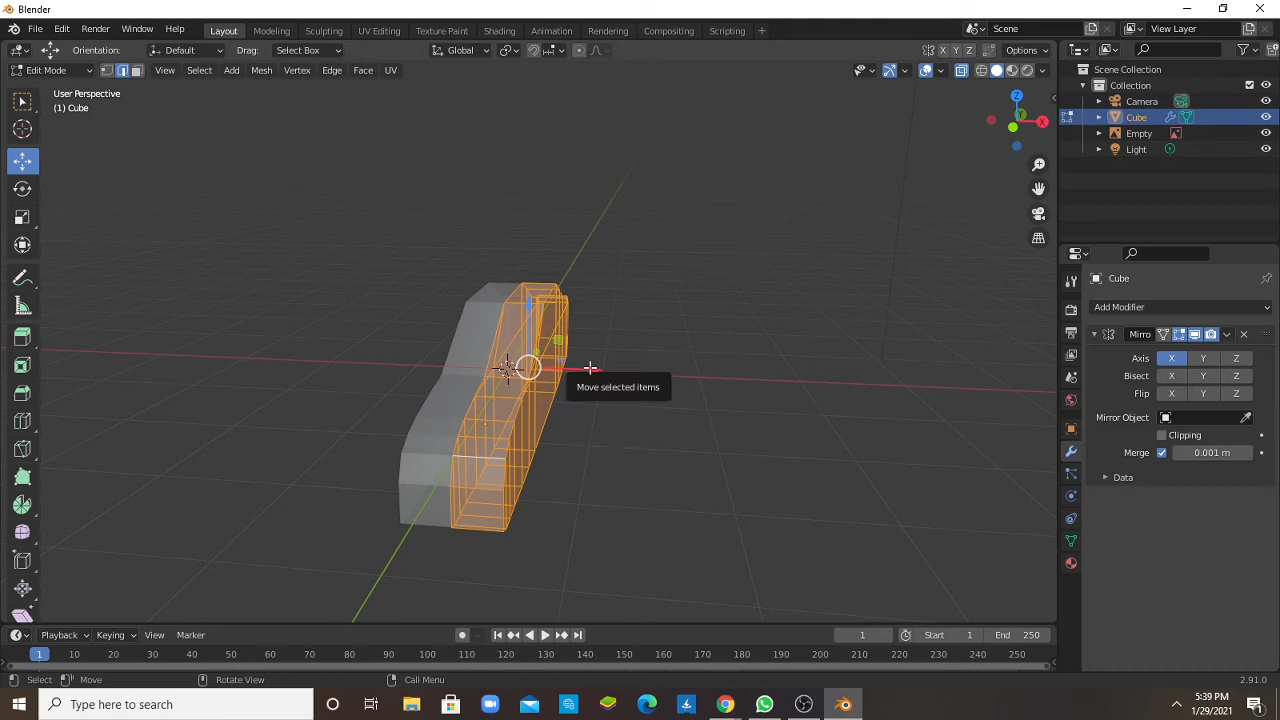 Blender
File Edit Render Window Help Layout Modeling Sculpting UV Editing Texture Paint Shading Animation Rendering Compositing Scripting + Scene View Layer
Orientation: Default Drag: Select Box Global X Y Z Options
Edit Mode View Select Add Mesh Vertex Edge Face UV
User Perspective
(1) Cube
Z
Y
X
Move selected items
Scene Collection
Collection
Camera
Cube
Empty
Light
Cube
Add Modifier
Mirro
Axis X Y Z
Bisect X Y Z
Flip X Y Z
Mirror Object
Clipping
Merge 0.001 m
Data
Playback Keying View Marker 1 Start 1 End 250
1 10 20 30 40 50 60 70 80 90 100 110 120 130 140 150 160 170 180 190 200 210 220 230 240 250
Select Move Rotate View Call Menu 2.91.0
Type here to search
5:39 PM
1/29/2021
1